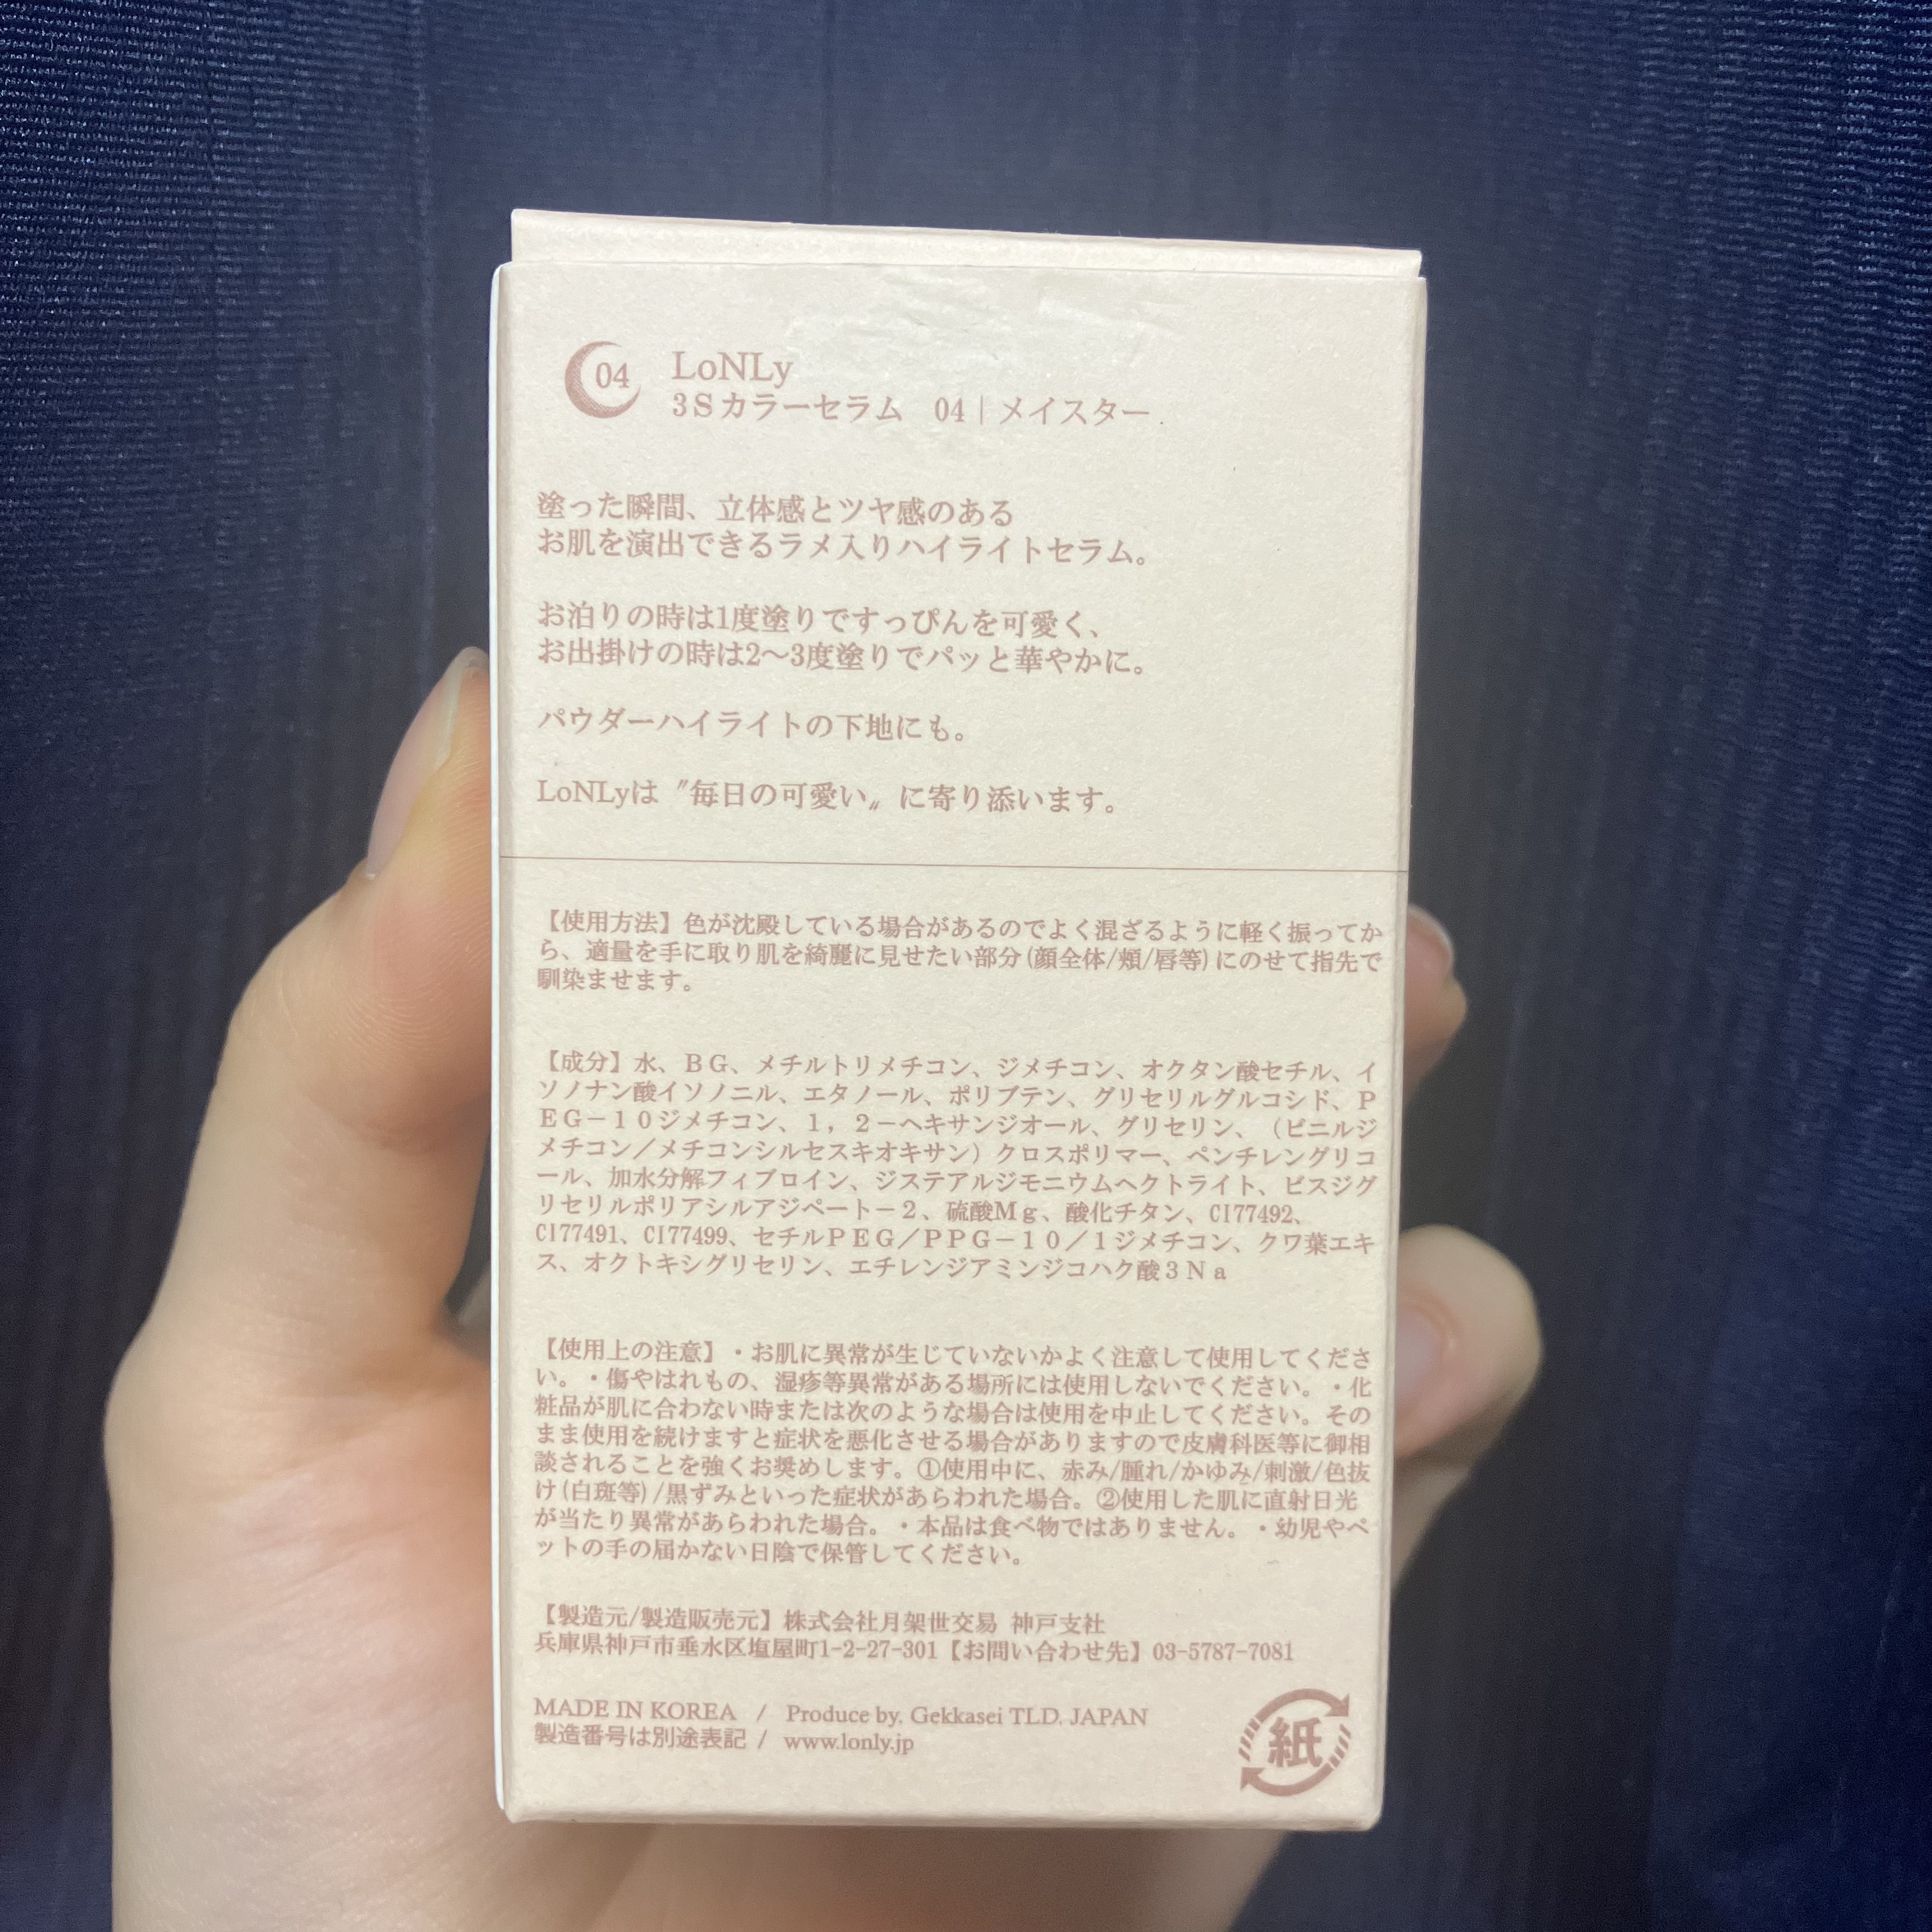 04
LoNLy
3Sカラーセラム 04|メイスター
塗った瞬間、立体感とツヤ感のある
お肌を演出できるラメ入りハイライトセラム。
お泊りの時は1度塗りですっぴんを可愛く、
お出掛けの時は2〜3度塗りでパッと華やかに。
パウダーハイライトの下地にも。
LoNLyは〝毎日の可愛い〟に寄り添います。
【使用方法】色が沈殿している場合があるのでよく混ざるように軽く振ってか
ら、適量を手に取り肌を綺麗に見せたい部分(顔全体/頬/唇等)にのせて指先で
馴染ませます。
【成分】水、BG、メチルトリメチコン、ジメチコン、オクタン酸セチル、イ
ソノナン酸イソノニル、エタノール、ポリブテン、グリセリルグルコシド、P
EG−10ジメチコン、1,2−ヘキサンジオール、グリセリン、(ビニルジ
メチコン/メチコンシルセスキオキサン)クロスポリマー、ペンチレングリコ
ール、加水分解フィブロイン、ジステアルジモニウムヘクトライト、ビスジグ
リセリルポリアシルアジペート−2、硫酸Mg、酸化チタン、CI77492、
CI77491、CI77499、セチルPEG/PPG−10/1ジメチコン、クワ葉エキ
ス、オクトキシグリセリン、エチレンジアミンジコハク酸3Na
【使用上の注意】・お肌に異常が生じていないかよく注意して使用してくださ
い。・傷やはれもの、湿疹等異常がある場所には使用しないでください。・化
粧品が肌に合わない時または次のような場合は使用を中止してください。その
まま使用を続けますと症状を悪化させる場合がありますので皮膚科医等に御相
談されることを強くお奨めします。①使用中に、赤み/腫れ/かゆみ/刺激/色抜
け(白斑等)/黒ずみといった症状があらわれた場合。②使用した肌に直射日光
が当たり異常があらわれた場合。・本品は食べ物ではありません。・幼児やペ
ットの手の届かない日陰で保管してください。
【製造元/製造販売元】株式会社月架世交易 神戸支社
兵庫県神戸市垂水区塩屋町1-2-27-301【お問い合わせ先】03-5787-7081
MADE IN KOREA / Produce by. Gekkasei TLD. JAPAN
製造番号は別途表記 / www.lonly.jp
紙